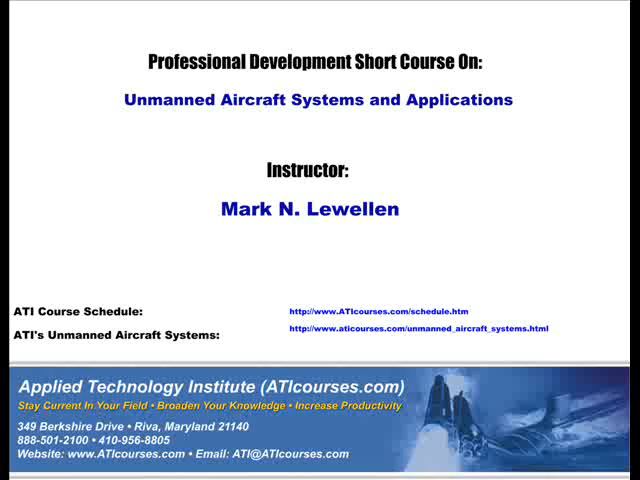 Professional Development Short Course On:
Unmanned Aircraft Systems and Applications
Instructor:
Mark N. Lewellen
ATI Course Schedule: http://www.ATIcourses.com/schedule.htm
ATI's Unmanned Aircraft Systems: http://www.aticourses.com/unmanned_aircraft_systems.html
Applied Technology Institute (ATIcourses.com)
Stay Current In Your Field • Broaden Your Knowledge • Increase Productivity
349 Berkshire Drive • Riva, Maryland 21140
888-501-2100 • 410-956-8805
Website: www.ATIcourses.com • Email: ATI@ATIcourses.com